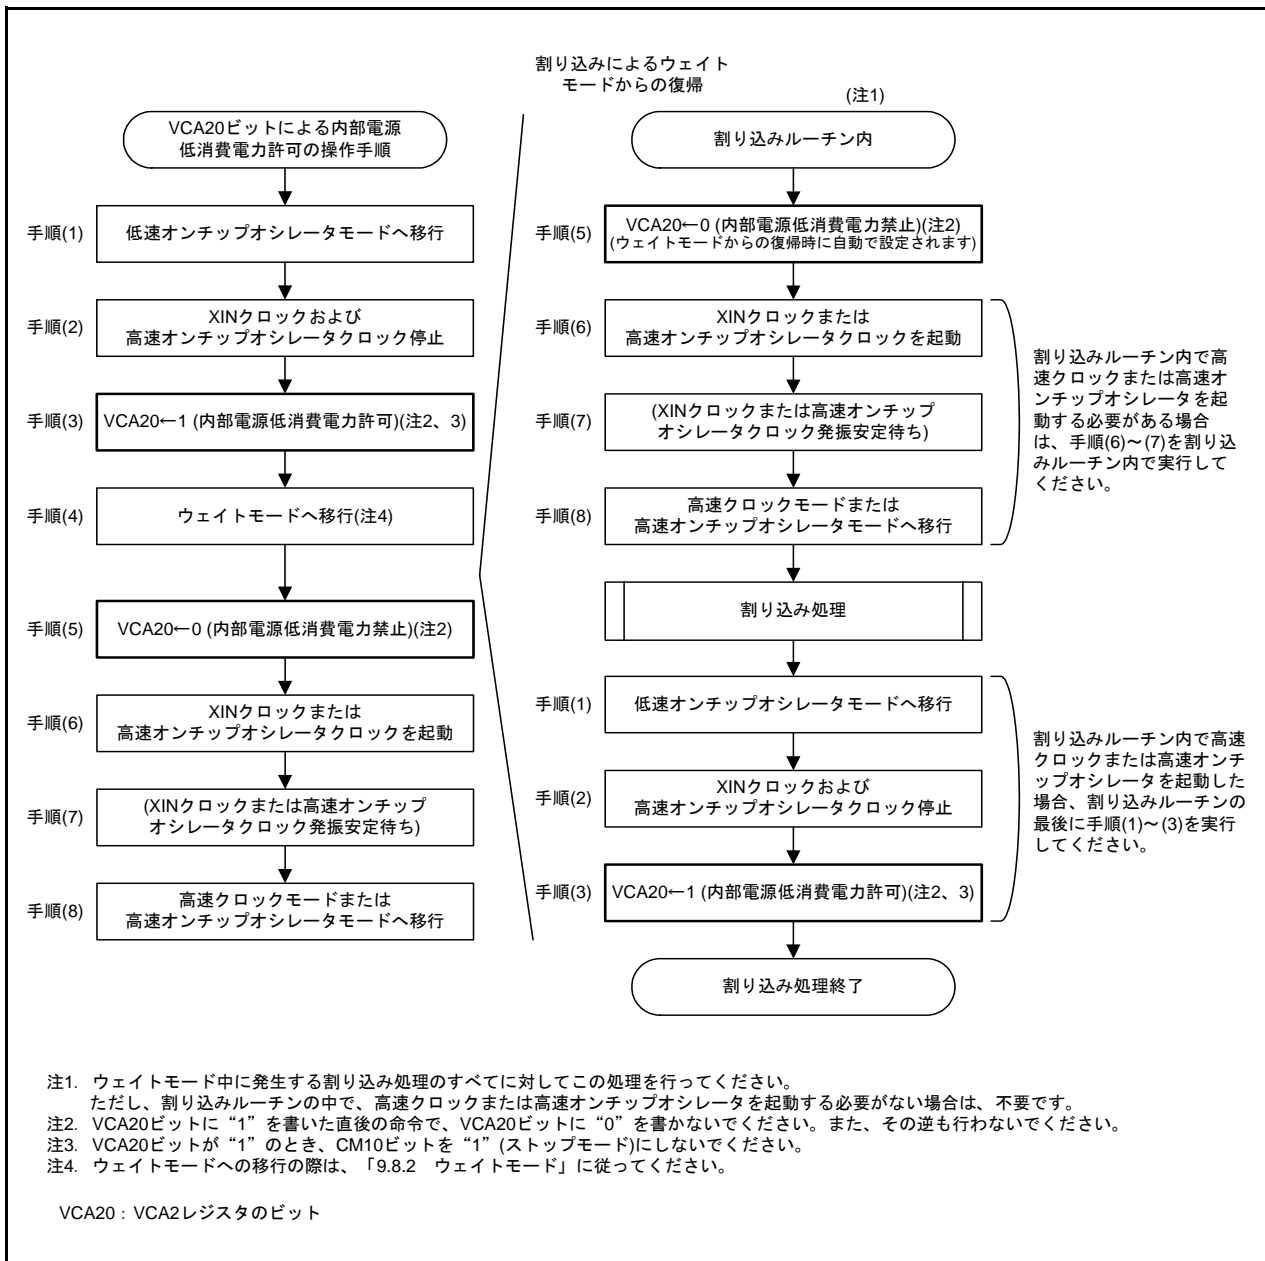 VCA20ビットによる内部電源
低消費電力許可の操作手順
手順(1)
低速オンチップオシレータモードへ移行
手順(2)
XINクロックおよび
高速オンチップオシレータクロック停止
手順(3)
VCA20←1 (内部電源低消費電力許可)(注2、3)
手順(4)
ウェイトモードへ移行(注4)
手順(5)
VCA20←0 (内部電源低消費電力禁止)(注2)
手順(6)
XINクロックまたは
高速オンチップオシレータクロックを起動
手順(7)
(XINクロックまたは高速オンチップ
オシレータクロック発振安定待ち)
手順(8)
高速クロックモードまたは
高速オンチップオシレータモードへ移行
割り込みによるウェイト
モードからの復帰
(注1)
割り込みルーチン内
手順(5)
VCA20←0 (内部電源低消費電力禁止)(注2)
(ウェイトモードからの復帰時に自動で設定されます)
手順(6)
XINクロックまたは
高速オンチップオシレータクロックを起動
手順(7)
(XINクロックまたは高速オンチップ
オシレータクロック発振安定待ち)
手順(8)
高速クロックモードまたは
高速オンチップオシレータモードへ移行
割り込みルーチン内で高
速クロックまたは高速オ
ンチップオシレータを起
動する必要がある場合
は、手順(6)～(7)を割り込
みルーチン内で実行して
ください。
割り込み処理
手順(1)
低速オンチップオシレータモードへ移行
手順(2)
XINクロックおよび
高速オンチップオシレータクロック停止
手順(3)
VCA20←1 (内部電源低消費電力許可)(注2、3)
割り込みルーチン内で高速
クロックまたは高速オンチ
ップオシレータを起動した
場合、割り込みルーチンの
最後に手順(1)～(3)を実行
してください。
割り込み処理終了
注1. ウェイトモード中に発生する割り込み処理のすべてに対してこの処理を行ってください。
ただし、割り込みルーチンの中で、高速クロックまたは高速オンチップオシレータを起動する必要がない場合は、不要です。
注2. VCA20ビットに“1”を書いた直後の命令で、VCA20ビットに“0”を書かないでください。また、その逆も行わないでください。
注3. VCA20ビットが“1”のとき、CM10ビットを“1”(ストップモード)にしないでください。
注4. ウェイトモードへの移行の際は、「9.8.2　ウェイトモード」に従ってください。
VCA20：VCA2レジスタのビット